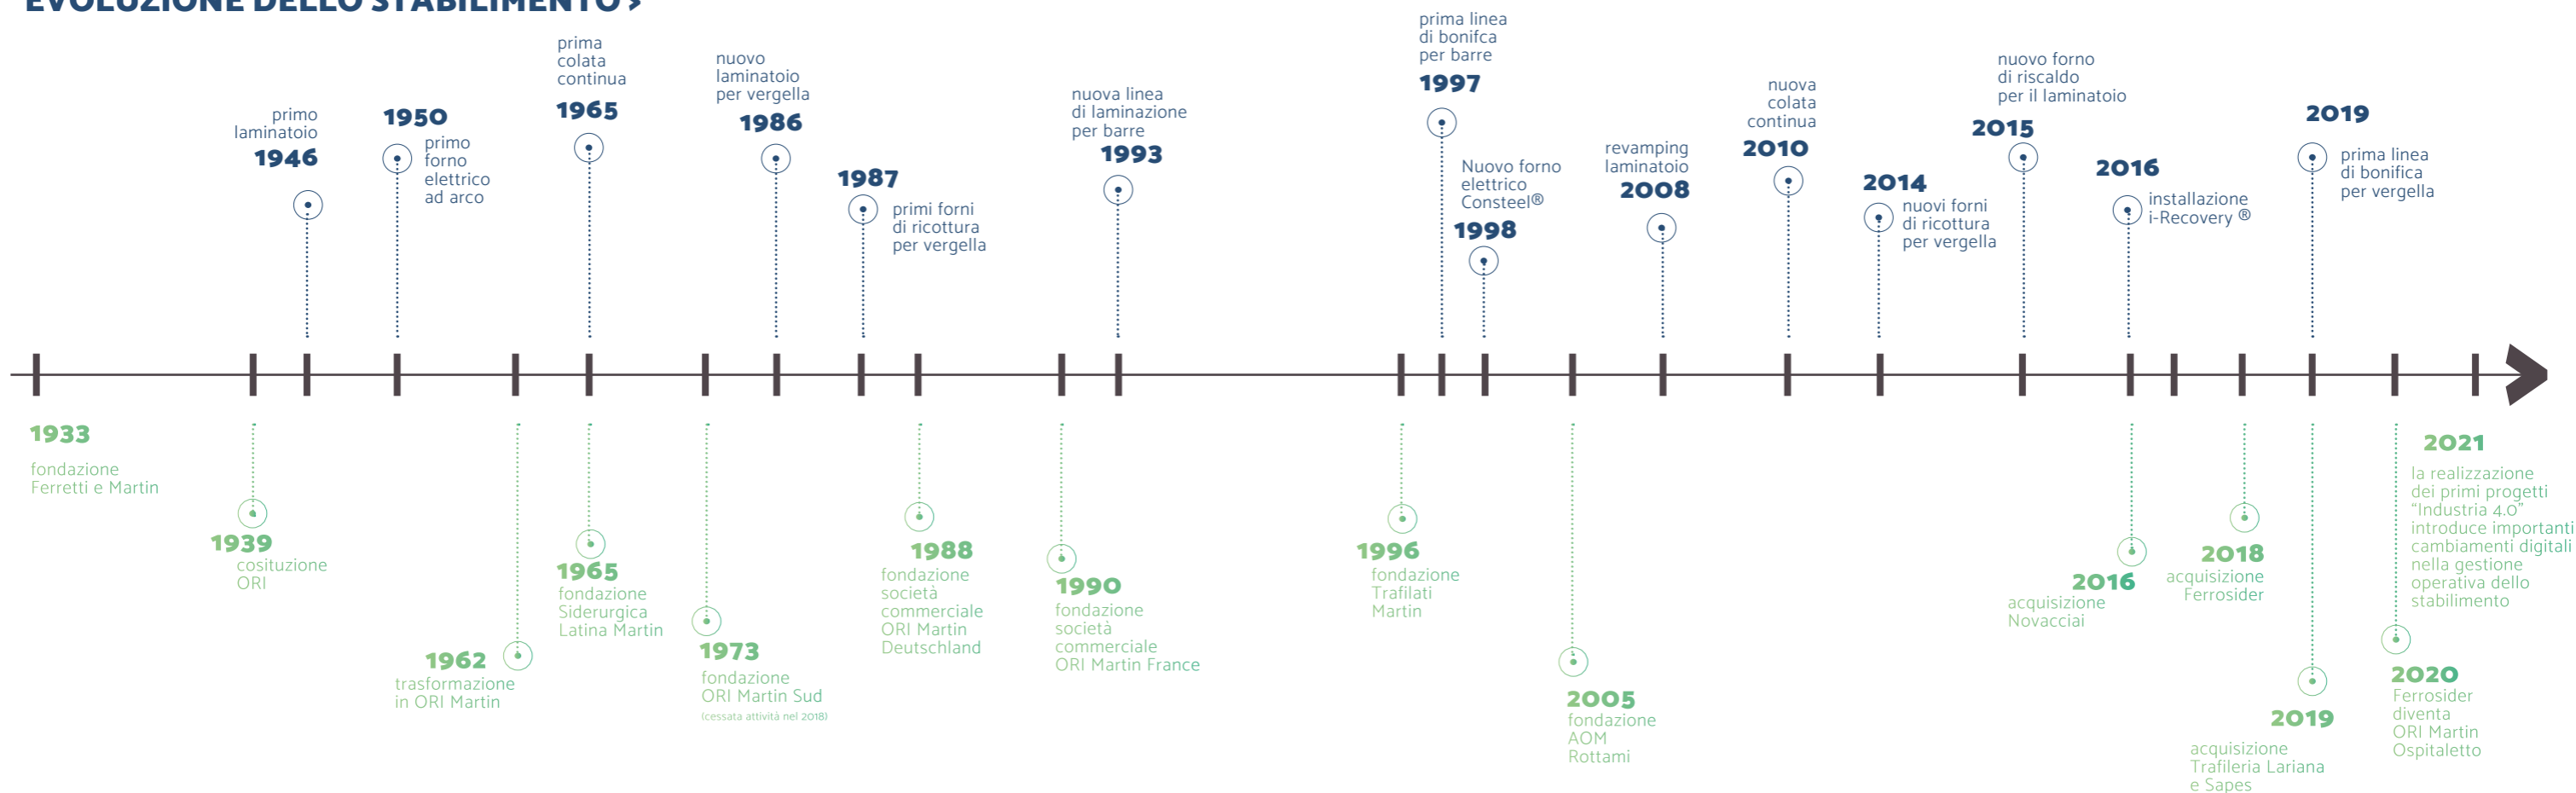 EVOLUZIONE DELLO STABILIMENTO >
primo
laminatoio
1946
1950
primo
forno
elettrico
ad arco
prima
colata
continua
1965
nuovo
laminatoio
per vergella
1986
1987
primi forni
di ricottura
per vergella
nuova linea
di laminazione
per barre
1993
prima linea
di bonifca
per barre
1997
Nuovo forno
elettrico
Consteel®
1998
revamping
laminatoio
2008
nuova
colata
continua
2010
2014
nuovi forni
di ricottura
per vergella
nuovo forno
di riscaldo
per il laminatoio
2015
2016
installazione
i-Recovery ®
2019
prima linea
di bonifica
per vergella
1933
fondazione
Ferretti e Martin
1939
cosituzione
ORI
1962
trasformazione
in ORI Martin
1965
fondazione
Siderurgica
Latina Martin
1973
fondazione
ORI Martin Sud
(cessata attività nel 2018)
1988
fondazione
società
commerciale
ORI Martin
Deutschland
1990
fondazione
società
commerciale
ORI Martin France
1996
fondazione
Trafilati
Martin
2005
fondazione
AOM
Rottami
2016
acquisizione
Novacciai
2018
acquisizione
Ferrosider
2019
acquisizione
Trafileria Lariana
e Sapes
2020
Ferrosider
diventa
ORI Martin
Ospitaletto
2021
la realizzazione
dei primi progetti
“Industria 4.0”
introduce importanti
cambiamenti digitali
nella gestione
operativa dello
stabilimento